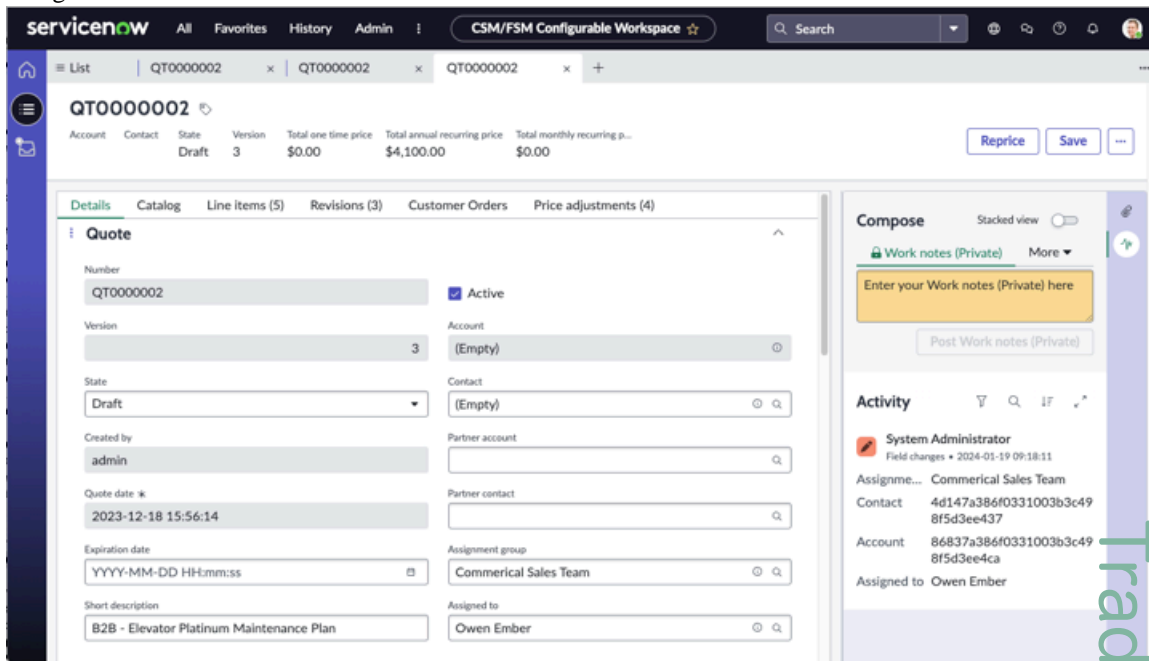 servicenow All Favorites History Admin CSM/FSM Configurable Workspace Search
List QT0000002 × QT0000002 × QT0000002 × +
QT0000002
Account Contact State Version Total one time price Total annual recurring price Total monthly recurring p...
Draft 3 $0.00 $4,100.00 $0.00
Reprice Save ...
Details Catalog Line items (5) Revisions (3) Customer Orders Price adjustments (4)
Quote
Number
QT0000002
Active
Version
3
Account
(Empty)
State
Draft
Contact
(Empty)
Created by
admin
Partner account
Quote date *
2023-12-18 15:56:14
Partner contact
Expiration date
YYYY-MM-DD HH:mm:ss
Assignment group
Commerical Sales Team
Short description
B2B - Elevator Platinum Maintenance Plan
Assigned to
Owen Ember
Compose Stacked view
Work notes (Private) More
Enter your Work notes (Private) here
Post Work notes (Private)
Activity
System Administrator
Field changes • 2024-01-19 09:18:11
Assignme... Commerical Sales Team
Contact 4d147a386f0331003b3c49
8f5d3ee437
Account 86837a386f0331003b3c49
8f5d3ee4ca
Assigned to Owen Ember
Trad